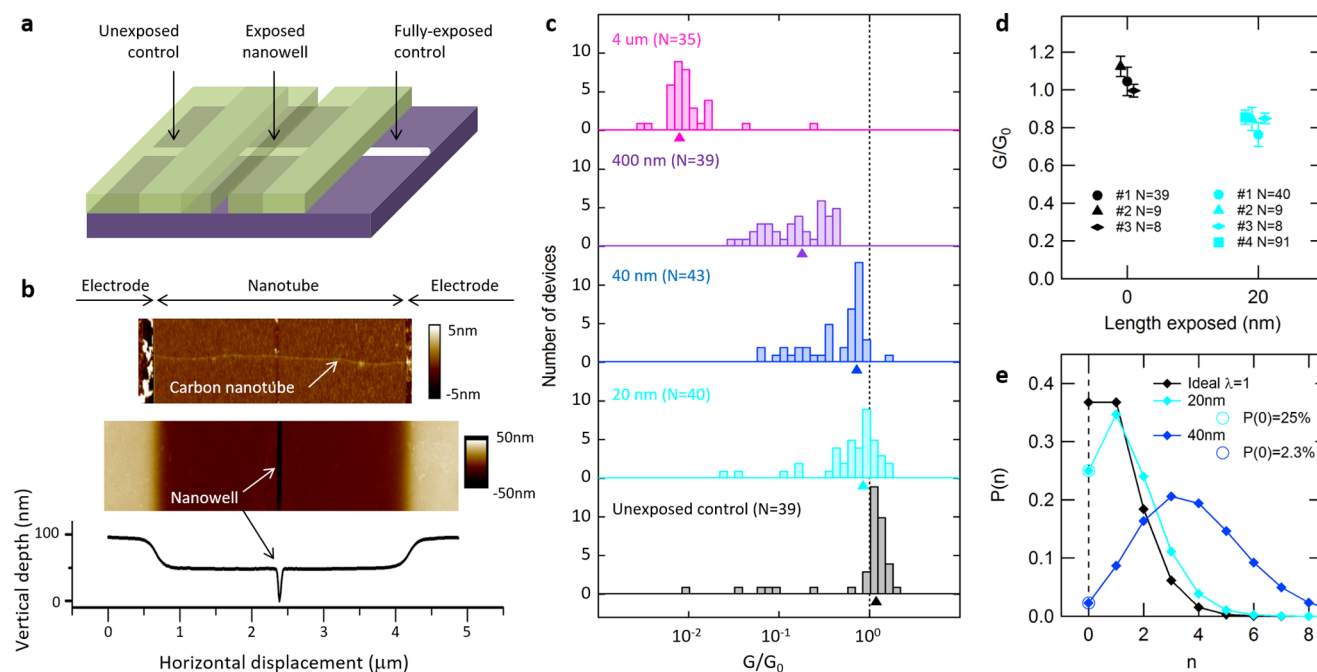 a
Unexposed
control
Exposed
nanowell
Fully-exposed
control
b
Electrode
Nanotube
Electrode
5nm
-5nm
Carbon nanotube
50nm
-50nm
Nanowell
Vertical depth (nm)
100
0
0 1 2 3 4 5
Horizontal displacement (μm)
c
4 um (N=35)
10
5
0
400 nm (N=39)
10
5
0
40 nm (N=43)
10
5
0
20 nm (N=40)
10
5
0
Unexposed control (N=39)
10
5
0
Number of devices
10⁻² 10⁻¹ 10⁰
G/G₀
d
1.2
1.0
0.8
0.6
0.4
0.2
0.0
G/G₀
#1 N=39
#2 N=9
#3 N=8
#1 N=40
#2 N=9
#3 N=8
#4 N=91
0 20
Length exposed (nm)
e
0.4
0.3
0.2
0.1
0.0
P(n)
Ideal λ=1
20nm
P(0)=25%
40nm
P(0)=2.3%
0 2 4 6 8
n